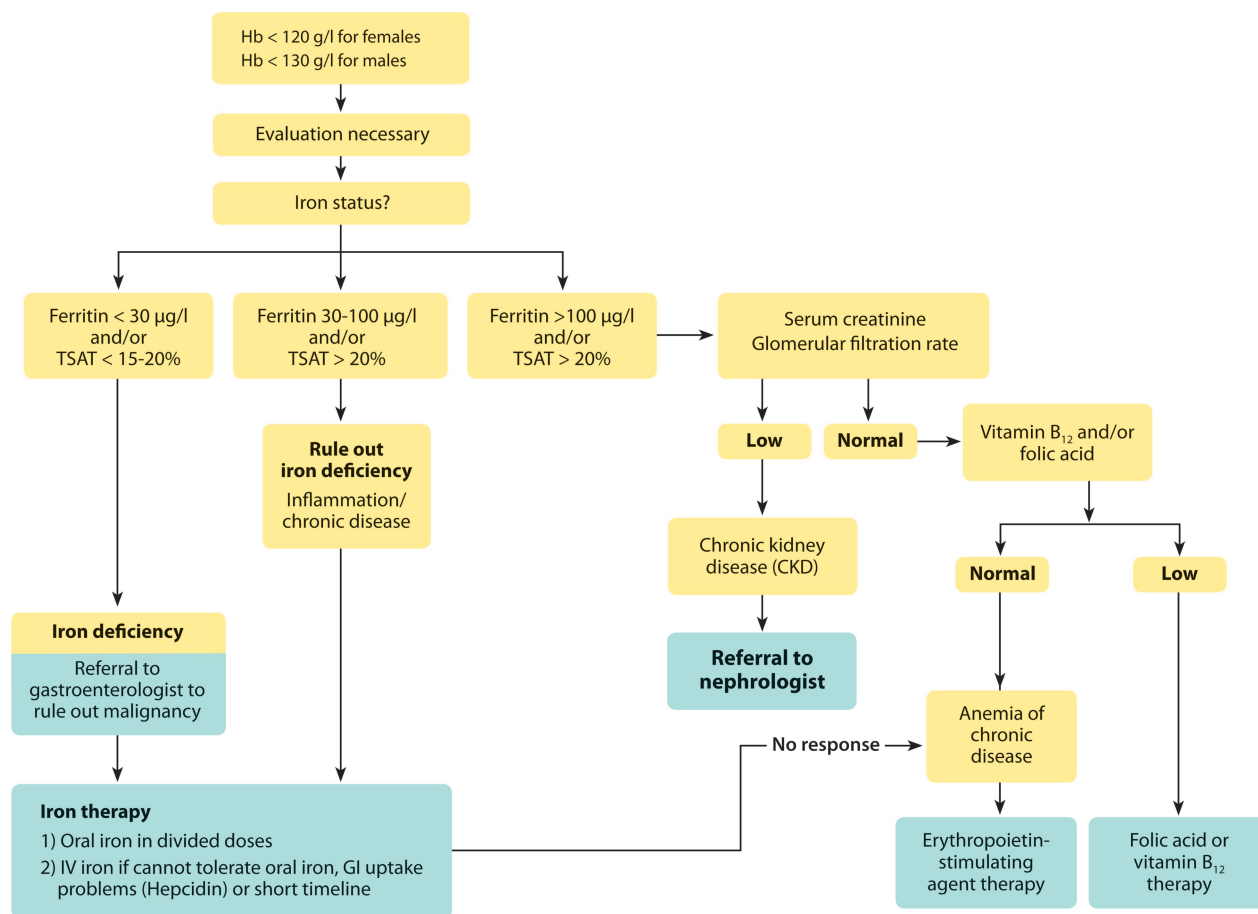 Hb < 120 g/l for females
Hb < 130 g/l for males
Evaluation necessary
Iron status?
Ferritin < 30 µg/l
and/or
TSAT < 15-20%
Ferritin 30-100 µg/l
and/or
TSAT > 20%
Ferritin >100 µg/l
and/or
TSAT > 20%
Serum creatinine
Glomerular filtration rate
Low
Normal
Vitamin B₁₂ and/or
folic acid
Rule out
iron deficiency
Inflammation/
chronic disease
Chronic kidney
disease (CKD)
Normal
Low
Iron deficiency
Referral to
gastroenterologist to
rule out malignancy
Referral to
nephrologist
Anemia of
chronic
disease
No response
Iron therapy
1) Oral iron in divided doses
2) IV iron if cannot tolerate oral iron, GI uptake
problems (Hepcidin) or short timeline
Erythropoietin-
stimulating
agent therapy
Folic acid or
vitamin B₁₂
therapy